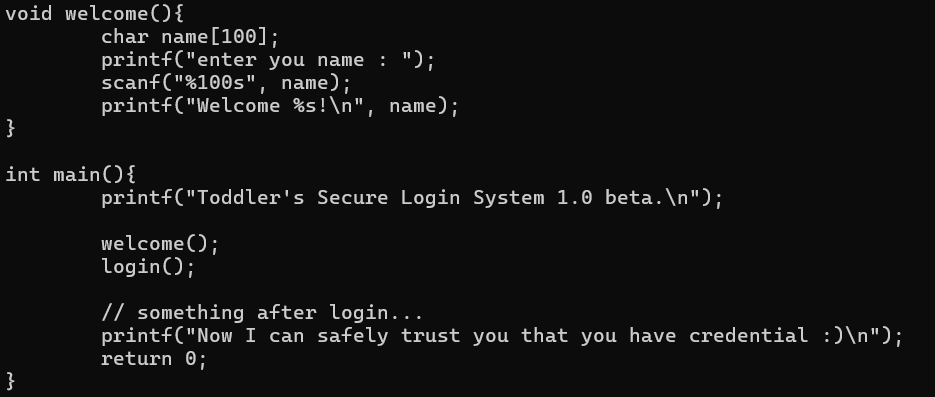 void welcome(){
        char name[100];
        printf("enter you name : ");
        scanf("%100s", name);
        printf("Welcome %s!\n", name);
}

int main(){
        printf("Toddler's Secure Login System 1.0 beta.\n");

        welcome();
        login();

        // something after login...
        printf("Now I can safely trust you that you have credential :)\n");
        return 0;
}